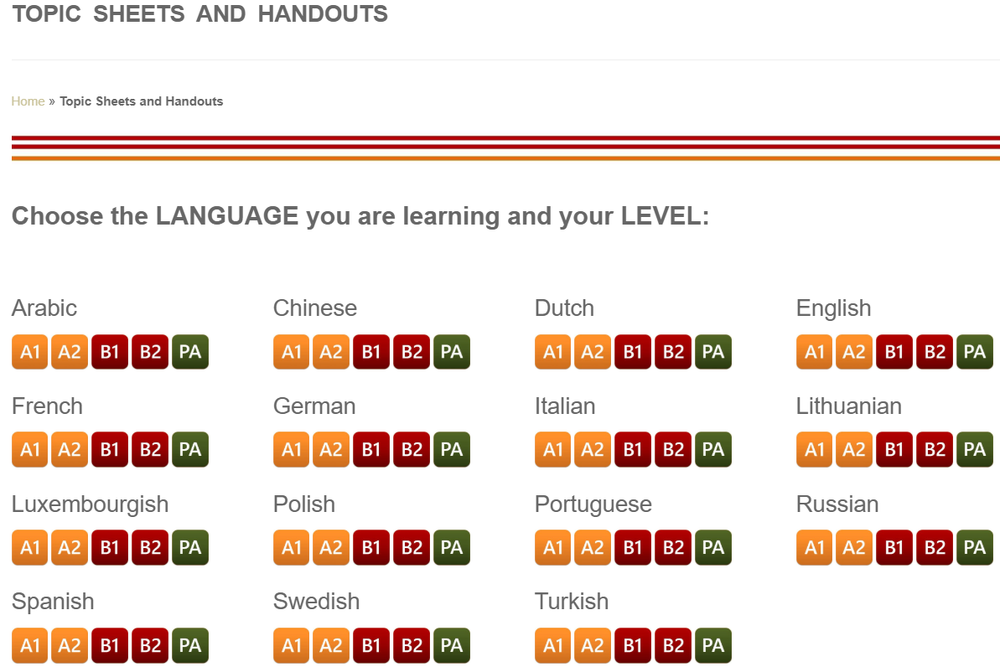 TOPIC SHEETS AND HANDOUTS
Home » Topic Sheets and Handouts
Choose the LANGUAGE you are learning and your LEVEL:
Arabic Chinese Dutch English
A1 A2 B1 B2 PA A1 A2 B1 B2 PA A1 A2 B1 B2 PA A1 A2 B1 B2 PA
French German Italian Lithuanian
A1 A2 B1 B2 PA A1 A2 B1 B2 PA A1 A2 B1 B2 PA A1 A2 B1 B2 PA
Luxembourgish Polish Portuguese Russian
A1 A2 B1 B2 PA A1 A2 B1 B2 PA A1 A2 B1 B2 PA A1 A2 B1 B2 PA
Spanish Swedish Turkish
A1 A2 B1 B2 PA A1 A2 B1 B2 PA A1 A2 B1 B2 PA